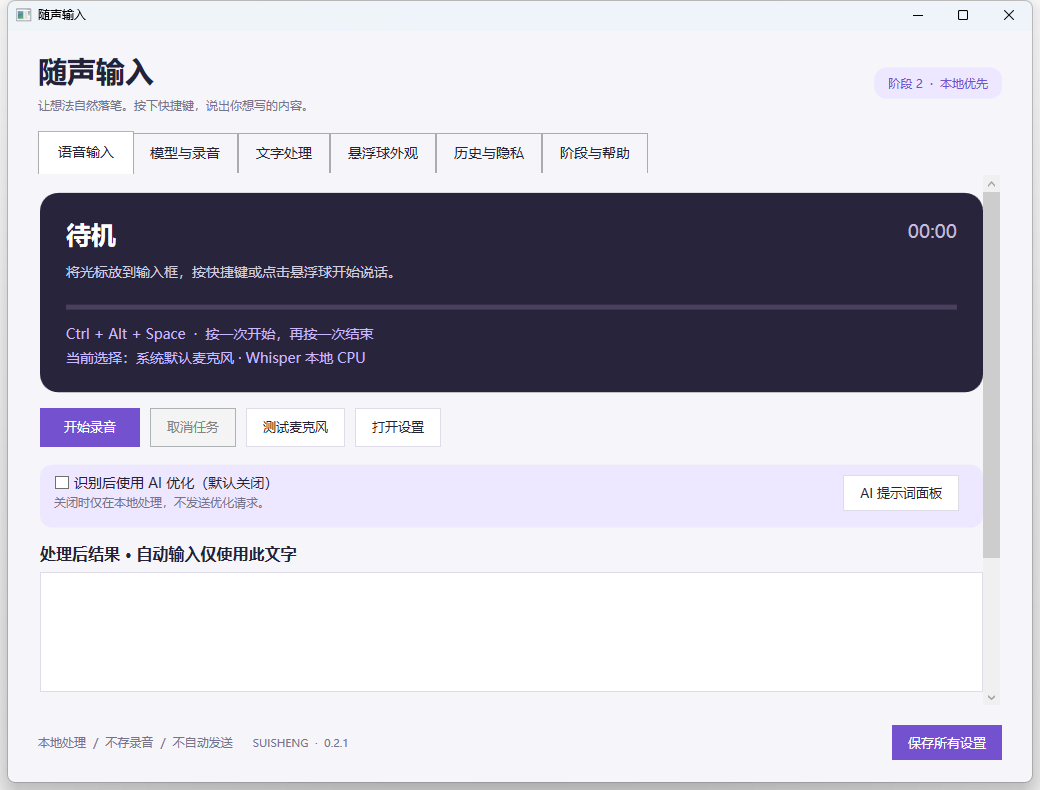 随声输入
随声输入
阶段 2 · 本地优先
让想法自然落笔。按下快捷键，说出你想写的内容。
语音输入 模型与录音 文字处理 悬浮球外观 历史与隐私 阶段与帮助
待机 00:00
将光标放到输入框，按快捷键或点击悬浮球开始说话。
Ctrl + Alt + Space · 按一次开始，再按一次结束
当前选择：系统默认麦克风 · Whisper 本地 CPU
开始录音 取消任务 测试麦克风 打开设置
识别后使用 AI 优化（默认关闭）
关闭时仅在本地处理，不发送优化请求。
AI 提示词面板
处理后结果 • 自动输入仅使用此文字
本地处理 / 不存录音 / 不自动发送 SUISHENG · 0.2.1
保存所有设置